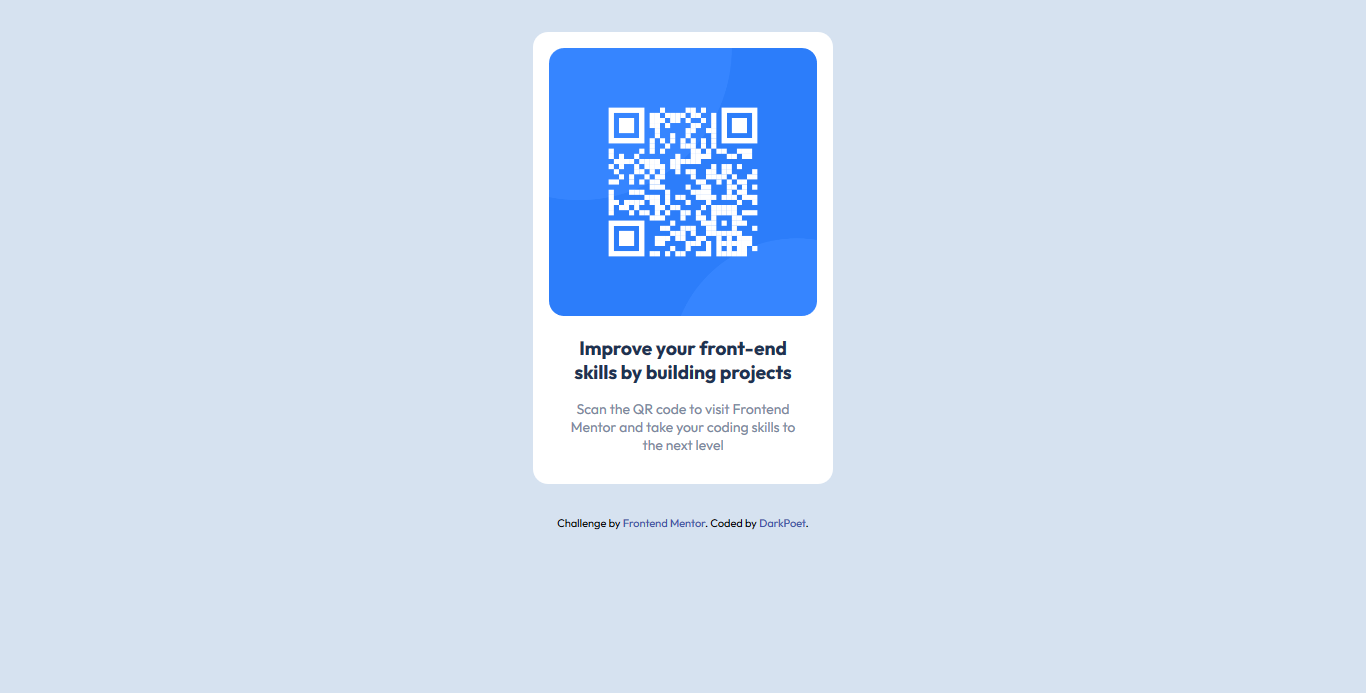 Improve your front-end
skills by building projects
Scan the QR code to visit Frontend
Mentor and take your coding skills to
the next level
Challenge by Frontend Mentor. Coded by DarkPoet.